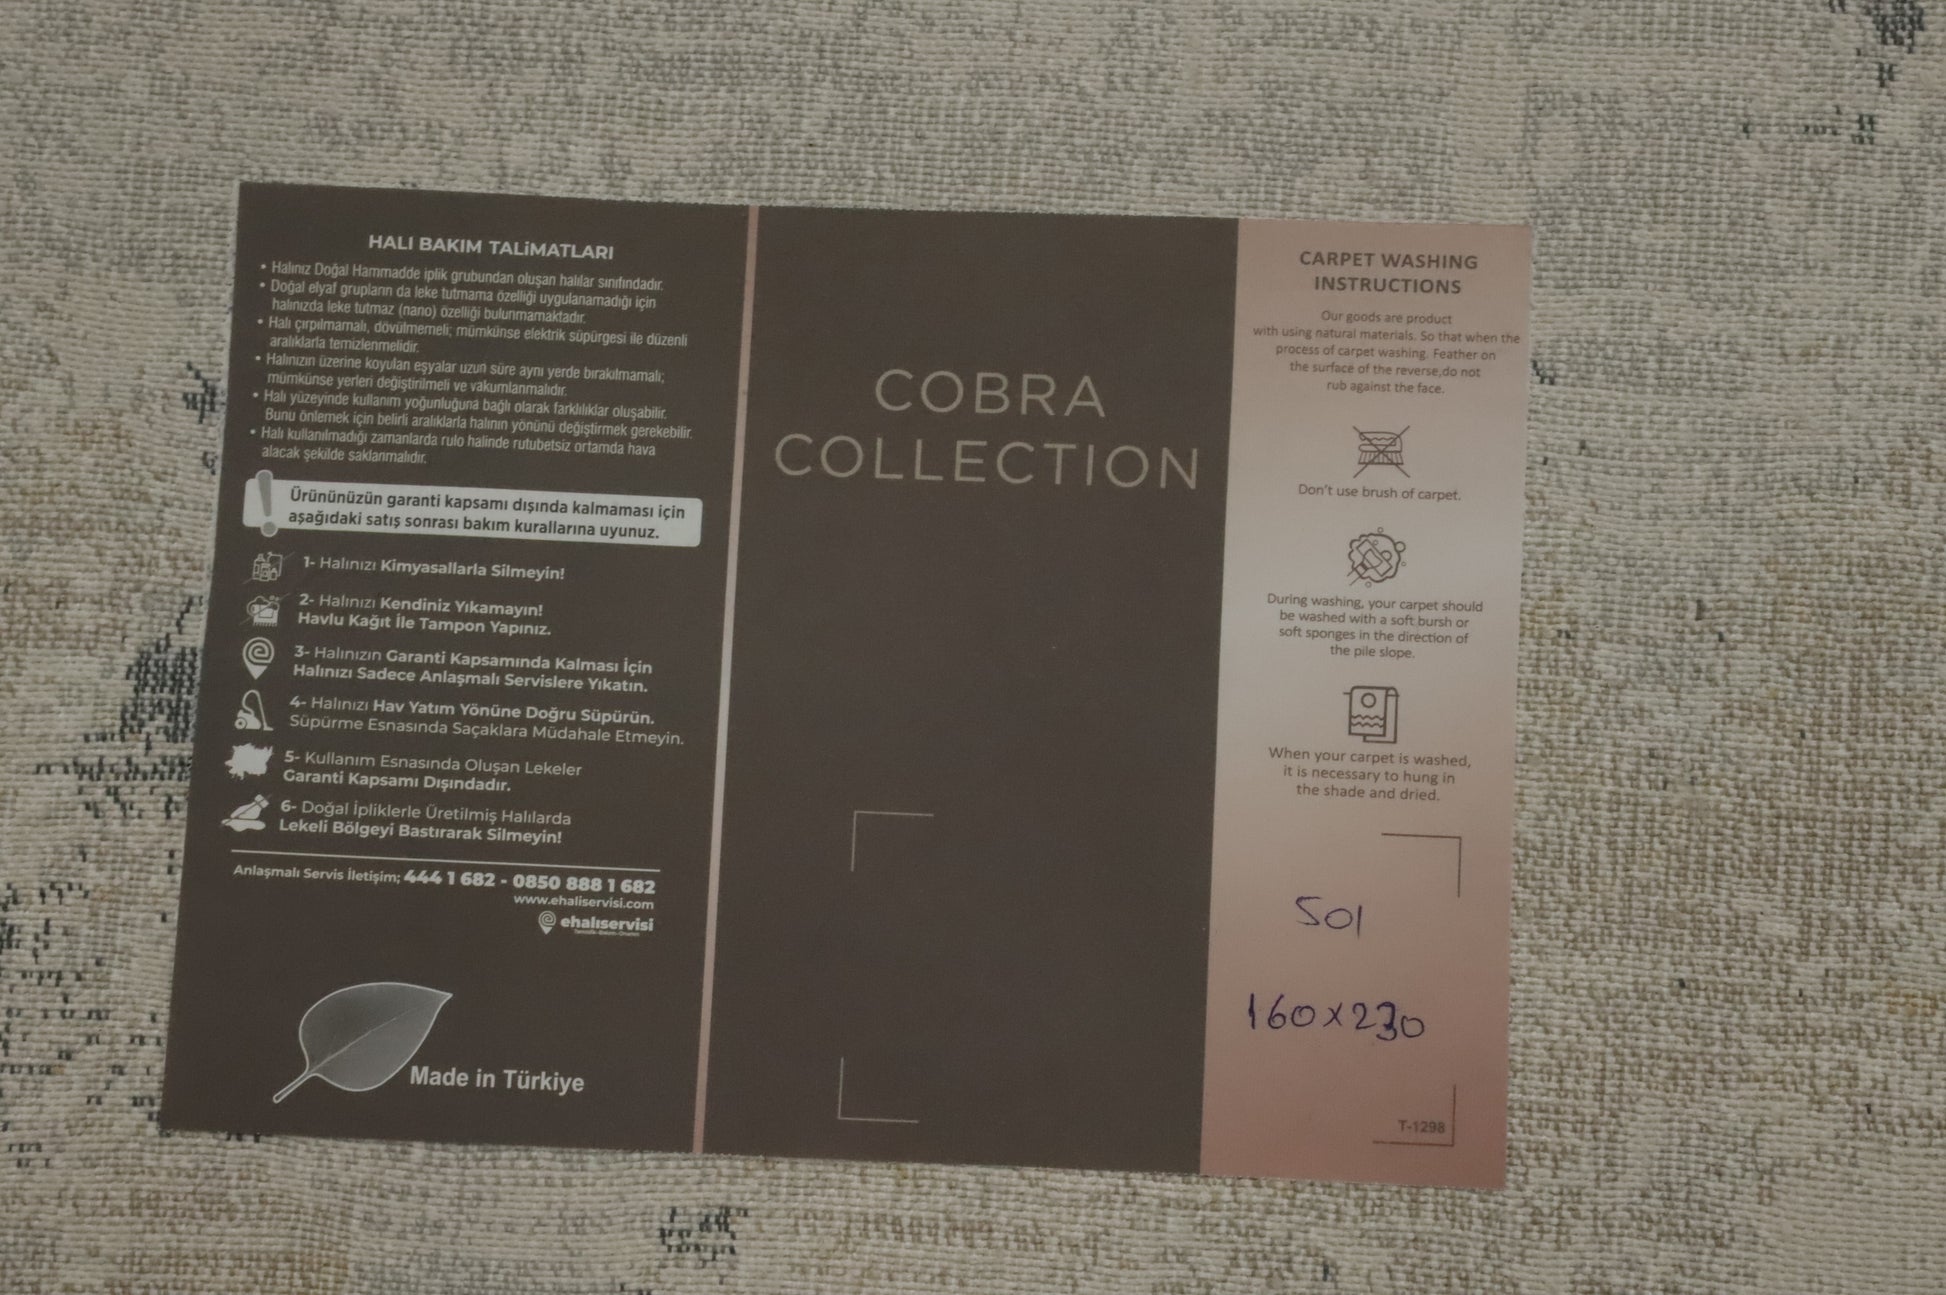 HALI BAKIM TALİMATLARI
• Halınız Doğal Hammadde iplik grubundan oluşan halılar sınıfındadır.
• Doğal elyaf grupların da leke tutmama özelliği uygulanamadığı için
halınızda leke tutmaz (nano) özelliği bulunmamaktadır.
• Halı çırpılmamalı, dövülmemeli; mümkünse elektrik süpürgesi ile düzenli
aralıklarla temizlenmelidir.
• Halınızın üzerine koyulan eşyalar uzun süre aynı yerde bırakılmamalı;
mümkünse yerleri değiştirilmeli ve vakumlanmalıdır.
• Halı yüzeyinde kullanım yoğunluğuna bağlı olarak farklılıklar oluşabilir.
Bunu önlemek için belirli aralıklarla halının yönünü değiştirmek gerekebilir.
• Halı kullanılmadığı zamanlarda rulo halinde rutubetsiz ortamda hava
alacak şekilde saklanmalıdır.
Ürününüzün garanti kapsamı dışında kalmaması için
aşağıdaki satış sonrası bakım kurallarına uyunuz.
1- Halınızı Kimyasallarla Silmeyin!
2- Halınızı Kendiniz Yıkamayın!
Havlu Kağıt İle Tampon Yapınız.
3- Halınızın Garanti Kapsamında Kalması İçin
Halınızı Sadece Anlaşmalı Servislere Yıkatın.
4- Halınızı Hav Yatım Yönüne Doğru Süpürün.
Süpürme Esnasında Saçaklara Müdahale Etmeyin.
5- Kullanım Esnasında Oluşan Lekeler
Garanti Kapsamı Dışındadır.
6- Doğal İpliklerle Üretilmiş Halılarda
Lekeli Bölgeyi Bastırarak Silmeyin!
Anlaşmalı Servis İletişim; 444 1 682 - 0850 888 1 682
www.ehaliservisi.com
ehalıservisi
Made in Türkiye
COBRA
COLLECTION
CARPET WASHING
INSTRUCTIONS
Our goods are product
with using natural materials. So that when the
process of carpet washing. Feather on
the surface of the reverse,do not
rub against the face.
Don't use brush of carpet.
During washing, your carpet should
be washed with a soft bursh or
soft sponges in the direction of
the pile slope.
When your carpet is washed,
it is necessary to hung in
the shade and dried.
501
160x230
T-1298